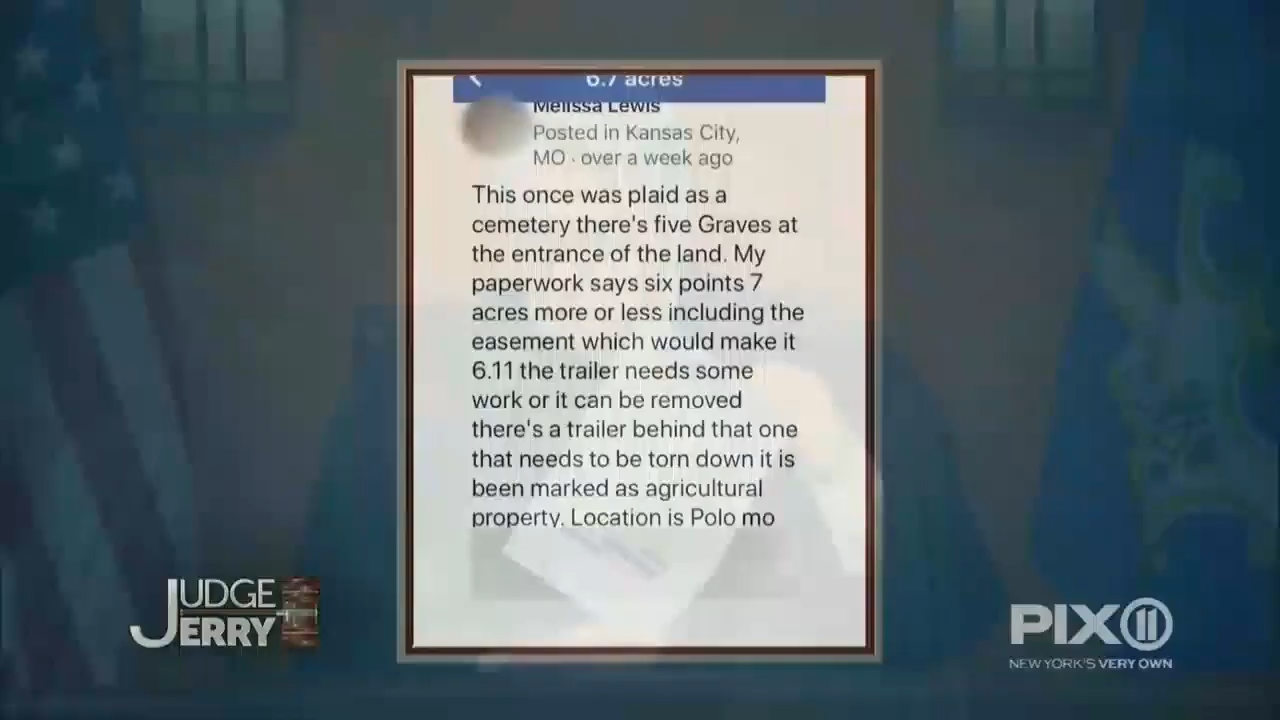 6.7 acres
Melissa Lewis
Posted in Kansas City,
MO · over a week ago
This once was plaid as a
cemetery there's five Graves at
the entrance of the land. My
paperwork says six points 7
acres more or less including the
easement which would make it
6.11 the trailer needs some
work or it can be removed
there's a trailer behind that one
that needs to be torn down it is
been marked as agricultural
property. Location is Polo mo
JUDGE
JERRY
PIX11
NEW YORK'S VERY OWN